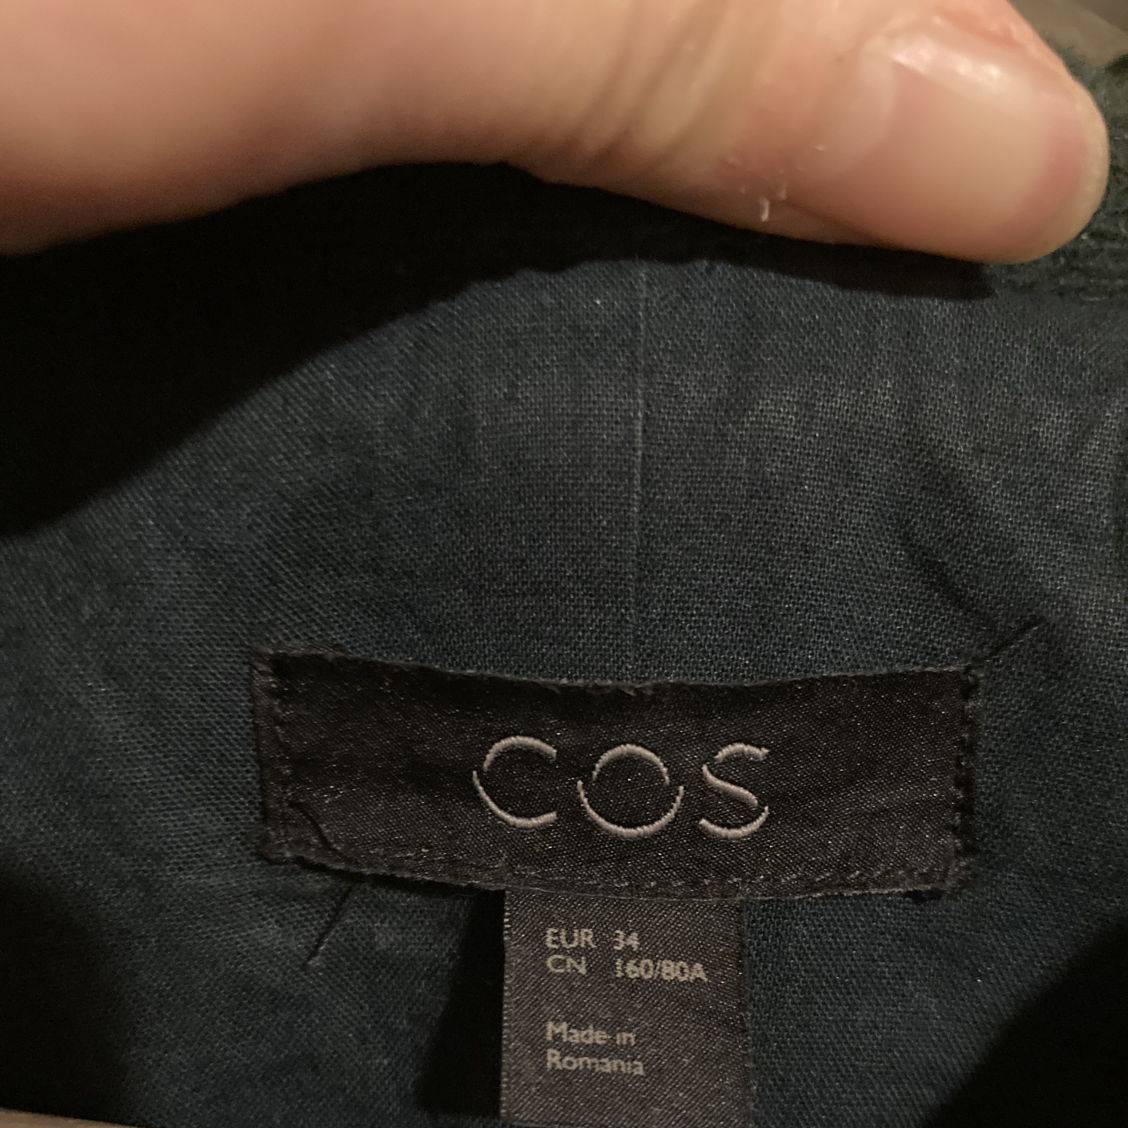 COS
EUR 34
CN 160/80A
Made in
Romania